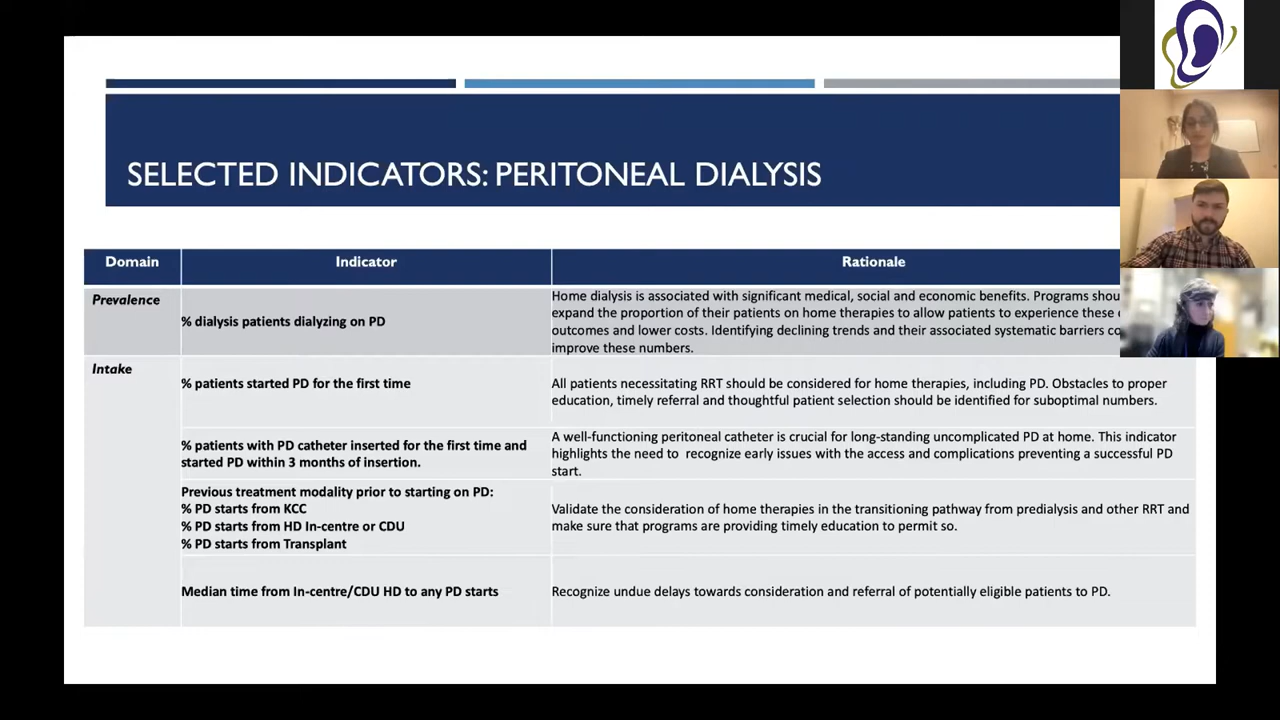 SELECTED INDICATORS: PERITONEAL DIALYSIS
Domain Indicator Rationale
Prevalence
% dialysis patients dialyzing on PD
Home dialysis is associated with significant medical, social and economic benefits. Programs
expand the proportion of their patients on home therapies to allow patients to experience these
outcomes and lower costs. Identifying declining trends and their associated systematic barriers
improve these numbers.
Intake
% patients started PD for the first time
All patients necessitating RRT should be considered for home therapies, including PD. Obstacles to proper
education, timely referral and thoughtful patient selection should be identified for suboptimal numbers.
% patients with PD catheter inserted for the first time and
started PD within 3 months of insertion.
A well-functioning peritoneal catheter is crucial for long-standing uncomplicated PD at home. This indicator
highlights the need to recognize early issues with the access and complications preventing a successful PD
start.
Previous treatment modality prior to starting on PD:
% PD starts from KCC
% PD starts from HD In-centre or CDU
% PD starts from Transplant
Validate the consideration of home therapies in the transitioning pathway from predialysis and other RRT and
make sure that programs are providing timely education to permit so.
Median time from In-centre/CDU HD to any PD starts
Recognize undue delays towards consideration and referral of potentially eligible patients to PD.